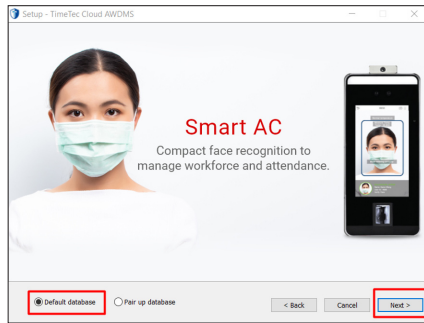 Setup - TimeTec Cloud AWDMS
Smart AC
Compact face recognition to
manage workforce and attendance.
Default database
Pair up database
< Back
Cancel
Next >